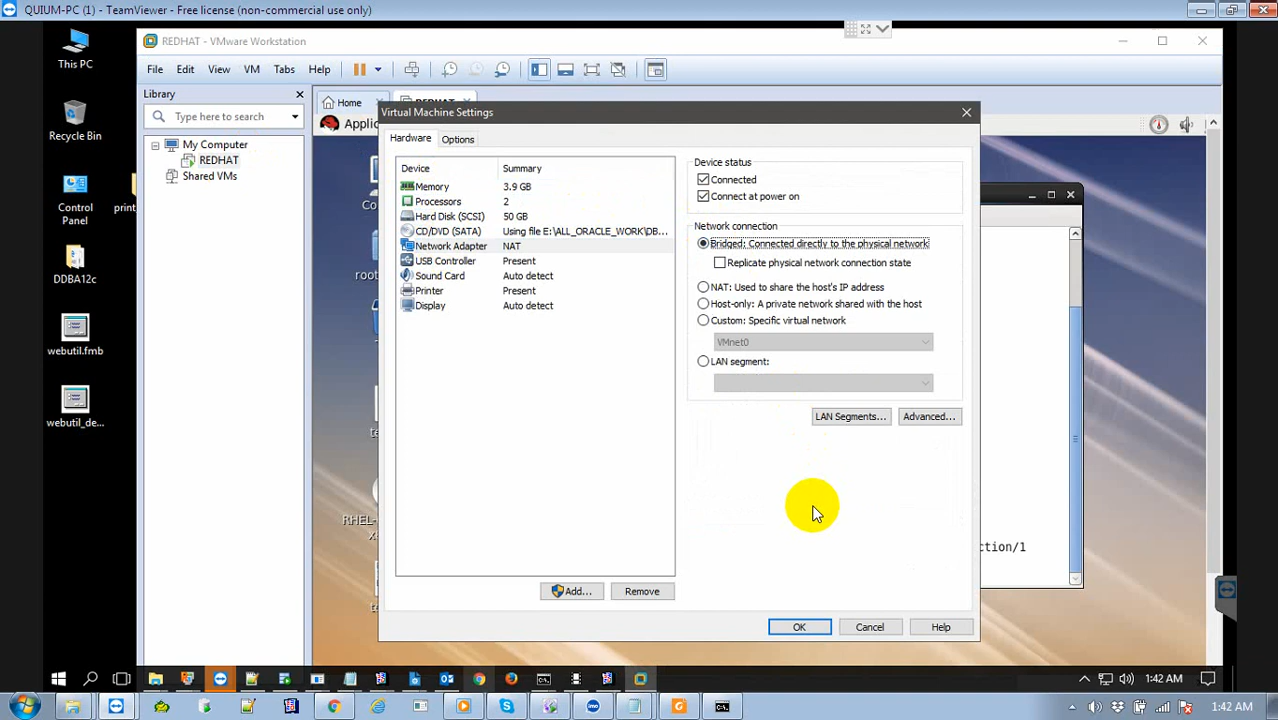 QUIUM-PC (1) - TeamViewer - Free license (non-commercial use only)
This PC
Recycle Bin
Control Panel
print
DDBA12c
webutil.fmb
webutil_de...
REDHAT - VMware Workstation
File Edit View VM Tabs Help
Library
Type here to search
My Computer
REDHAT
Shared VMs
Home
REDHAT
Applic
Virtual Machine Settings
Hardware Options
Device Summary
Memory 3.9 GB
Processors 2
Hard Disk (SCSI) 50 GB
CD/DVD (SATA) Using file E:\ALL_ORACLE_WORK\DB...
Network Adapter NAT
USB Controller Present
Sound Card Auto detect
Printer Present
Display Auto detect
Add... Remove
Device status
Connected
Connect at power on
Network connection
Bridged: Connected directly to the physical network
Replicate physical network connection state
NAT: Used to share the host's IP address
Host-only: A private network shared with the host
Custom: Specific virtual network
VMnet0
LAN segment:
LAN Segments... Advanced...
OK Cancel Help
Co
root
RHEL-
X-
ction/1
1:42 AM
1:42 AM